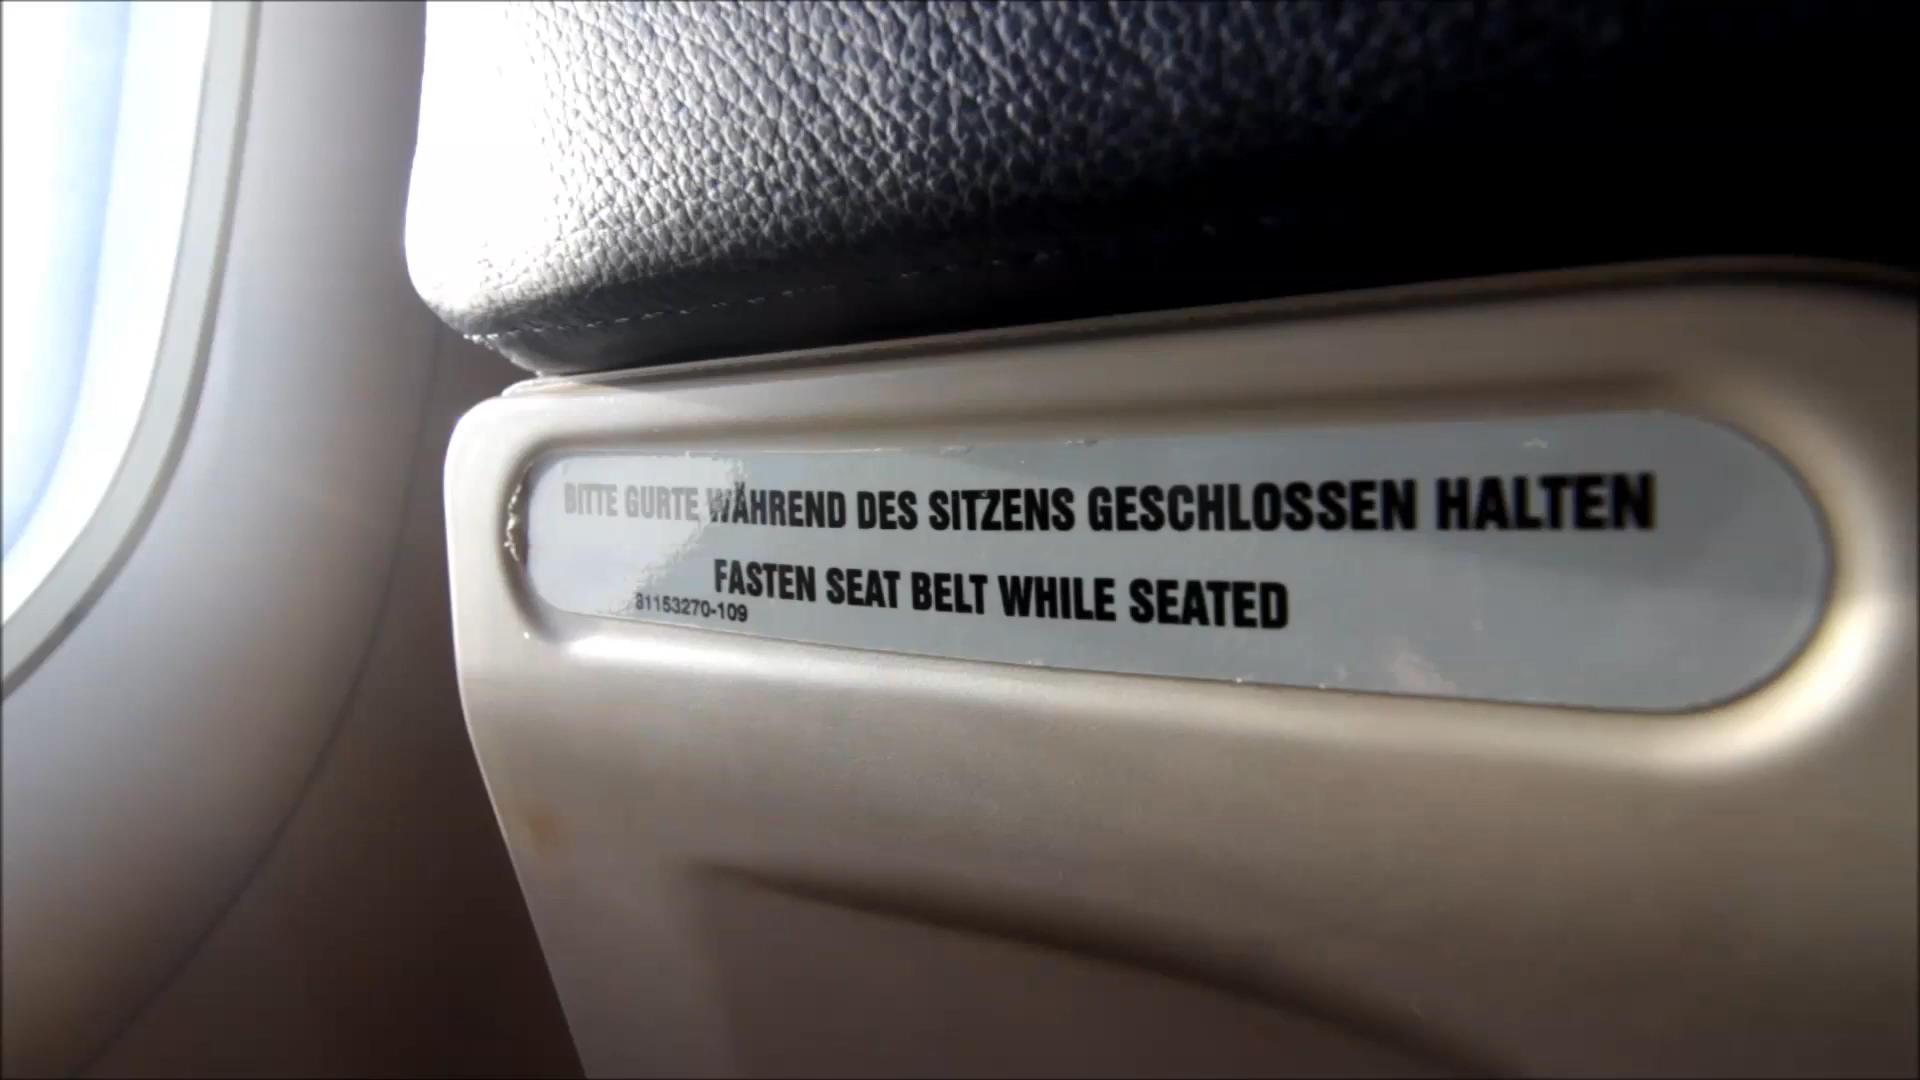 BITTE GURTE WÄHREND DES SITZENS GESCHLOSSEN HALTEN
FASTEN SEAT BELT WHILE SEATED
81153270-109